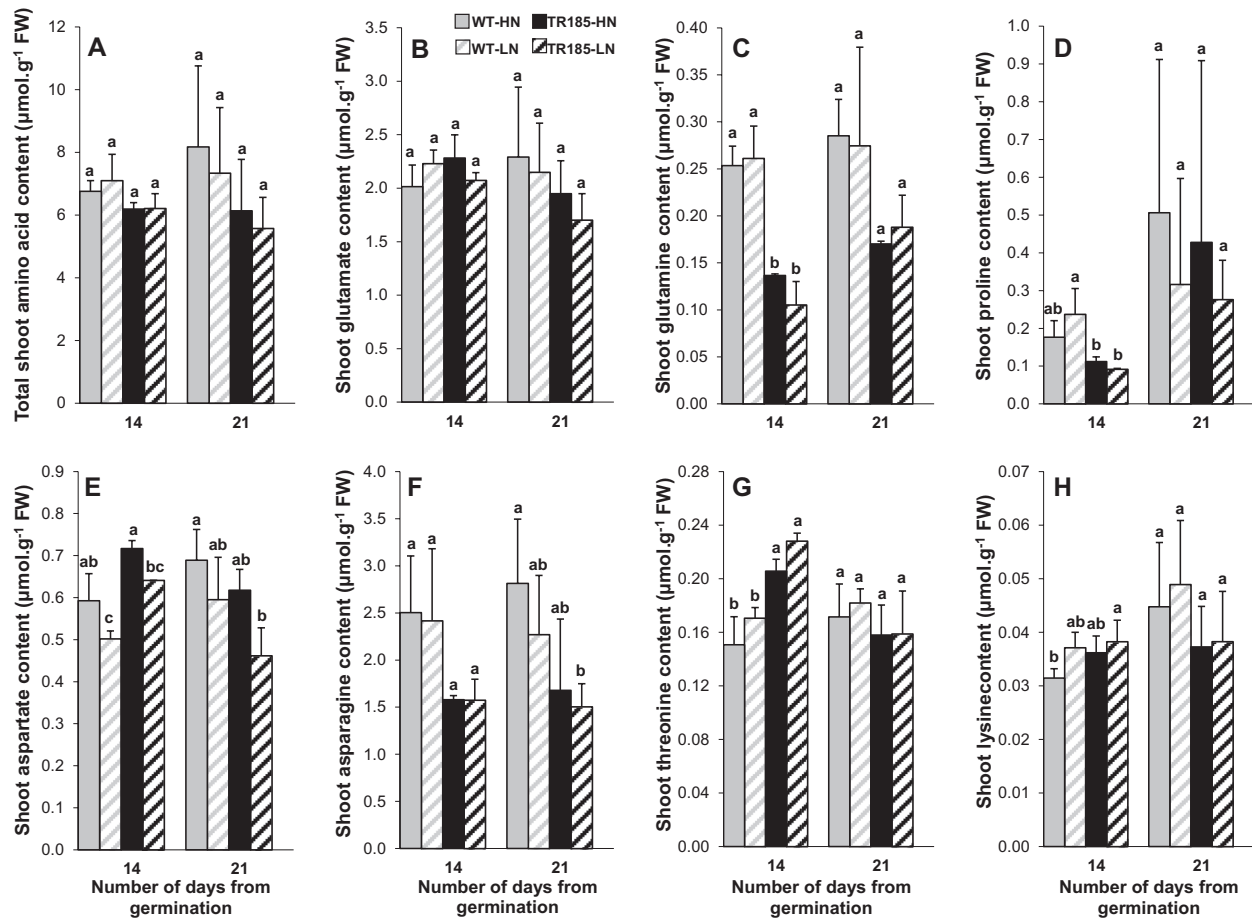 WT-HN TR185-HN
WT-LN TR185-LN
A
Total shoot amino acid content (µmol.g⁻¹ FW)
12
10
8
6
4
2
0
a a a a a a a a
14 21
B
Shoot glutamate content (µmol.g⁻¹ FW)
3.5
3.0
2.5
2.0
1.5
1.0
0.5
0.0
a a a a a a a a
14 21
C
Shoot glutamine content (µmol.g⁻¹ FW)
0.40
0.35
0.30
0.25
0.20
0.15
0.10
0.05
0.00
a a b b a a a a
14 21
D
Shoot proline content (µmol.g⁻¹ FW)
1.0
0.9
0.8
0.7
0.6
0.5
0.4
0.3
0.2
0.1
0.0
ab a b b a a a a
14 21
E
Shoot aspartate content (µmol.g⁻¹ FW)
0.9
0.8
0.7
0.6
0.5
0.4
0.3
0.2
0.1
0.0
ab c a bc a ab ab b
14 21
Number of days from
germination
F
Shoot asparagine content (µmol.g⁻¹ FW)
4.0
3.5
3.0
2.5
2.0
1.5
1.0
0.5
0.0
a a a a a ab ab b
14 21
Number of days from
germination
G
Shoot threonine content (µmol.g⁻¹ FW)
0.28
0.24
0.20
0.16
0.12
0.08
0.04
0.00
b b a a a a a a
14 21
Number of days from
germination
H
Shoot lysinecontent (µmol.g⁻¹ FW)
0.07
0.06
0.05
0.04
0.03
0.02
0.01
0.00
b ab ab a a a a a
14 21
Number of days from
germination